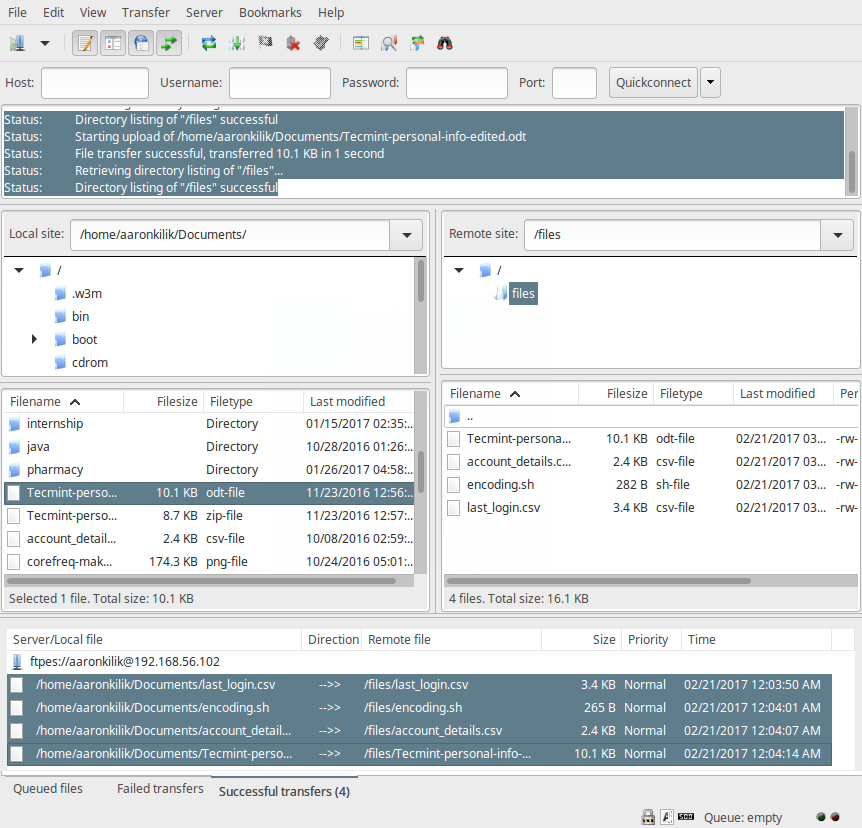 File Edit View Transfer Server Bookmarks Help
Host: Username: Password: Port: Quickconnect
Status: Directory listing of "/files" successful
Status: Starting upload of /home/aaronkilik/Documents/Tecmint-personal-info-edited.odt
Status: File transfer successful, transferred 10.1 KB in 1 second
Status: Retrieving directory listing of "/files"...
Status: Directory listing of "/files" successful
Local site: /home/aaronkilik/Documents/
/
.w3m
bin
boot
cdrom
Filename Filesize Filetype Last modified
internship Directory 01/15/2017 02:35:..
java Directory 10/28/2016 01:26:..
pharmacy Directory 01/26/2017 04:58:..
Tecmint-perso... 10.1 KB odt-file 11/23/2016 12:56:..
Tecmint-perso... 8.7 KB zip-file 11/23/2016 12:57:..
account_detail... 2.4 KB csv-file 10/08/2016 02:59:..
corefreq-mak... 174.3 KB png-file 10/24/2016 05:01:..
Selected 1 file. Total size: 10.1 KB
Remote site: /files
/
files
Filename Filesize Filetype Last modified Per
..
Tecmint-persona... 10.1 KB odt-file 02/21/2017 03... -rw-
account_details.c... 2.4 KB csv-file 02/21/2017 03... -rw-
encoding.sh 282 B sh-file 02/21/2017 03... -rw-
last_login.csv 3.4 KB csv-file 02/21/2017 03... -rw-
4 files. Total size: 16.1 KB
Server/Local file Direction Remote file Size Priority Time
ftpes://aaronkilik@192.168.56.102
/home/aaronkilik/Documents/last_login.csv -->> /files/last_login.csv 3.4 KB Normal 02/21/2017 12:03:50 AM
/home/aaronkilik/Documents/encoding.sh -->> /files/encoding.sh 265 B Normal 02/21/2017 12:04:01 AM
/home/aaronkilik/Documents/account_detail... -->> /files/account_details.csv 2.4 KB Normal 02/21/2017 12:04:07 AM
/home/aaronkilik/Documents/Tecmint-perso... -->> /files/Tecmint-personal-info-... 10.1 KB Normal 02/21/2017 12:04:14 AM
Queued files Failed transfers Successful transfers (4)
Queue: empty